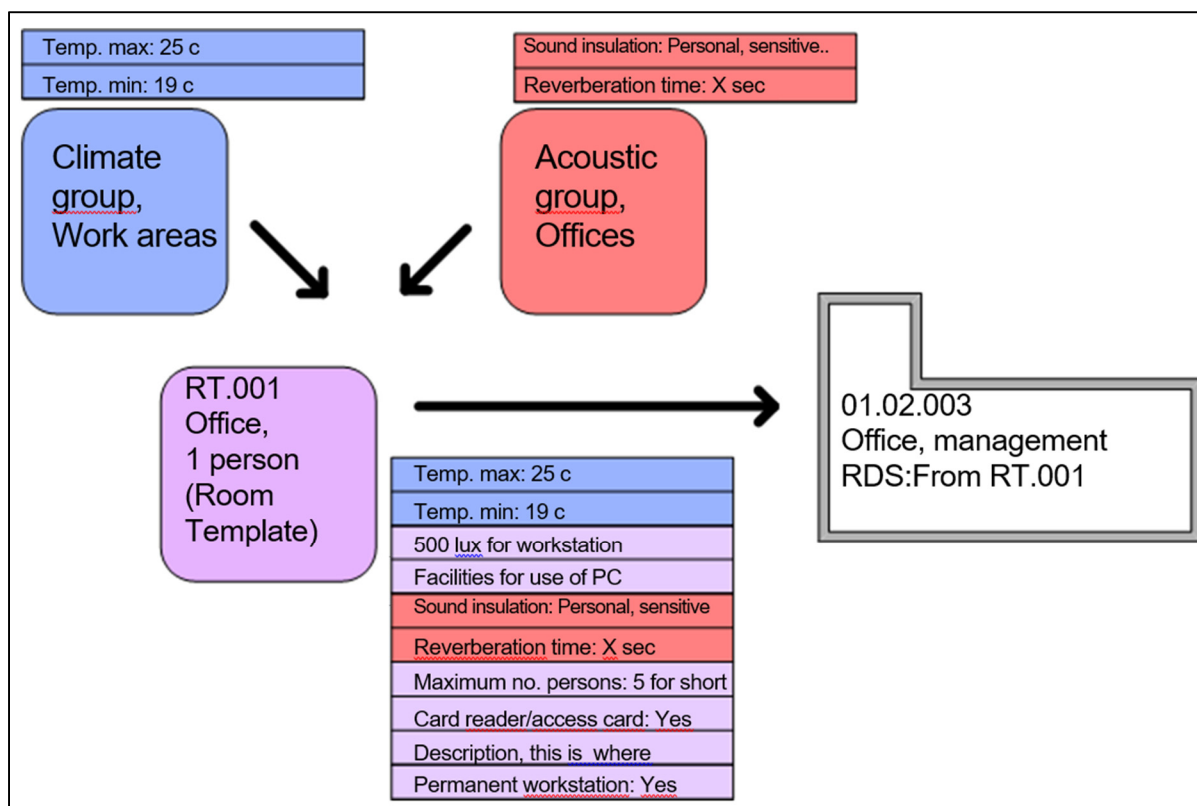 Temp. max: 25 c
Temp. min: 19 c
Climate
group,
Work areas
Sound insulation: Personal, sensitive..
Reverberation time: X sec
Acoustic
group,
Offices
RT.001
Office,
1 person
(Room
Template)
Temp. max: 25 c
Temp. min: 19 c
500 lux for workstation
Facilities for use of PC
Sound insulation: Personal, sensitive
Reverberation time: X sec
Maximum no. persons: 5 for short
Card reader/access card: Yes
Description, this is where
Permanent workstation: Yes
01.02.003
Office, management
RDS:From RT.001